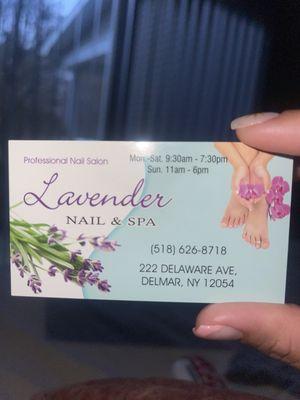 Professional Nail Salon
Mon.-Sat. 9:30am - 7:30pm
Sun. 11am - 6pm
Lavender
NAIL & SPA
(518) 626-8718
222 DELAWARE AVE,
DELMAR, NY 12054